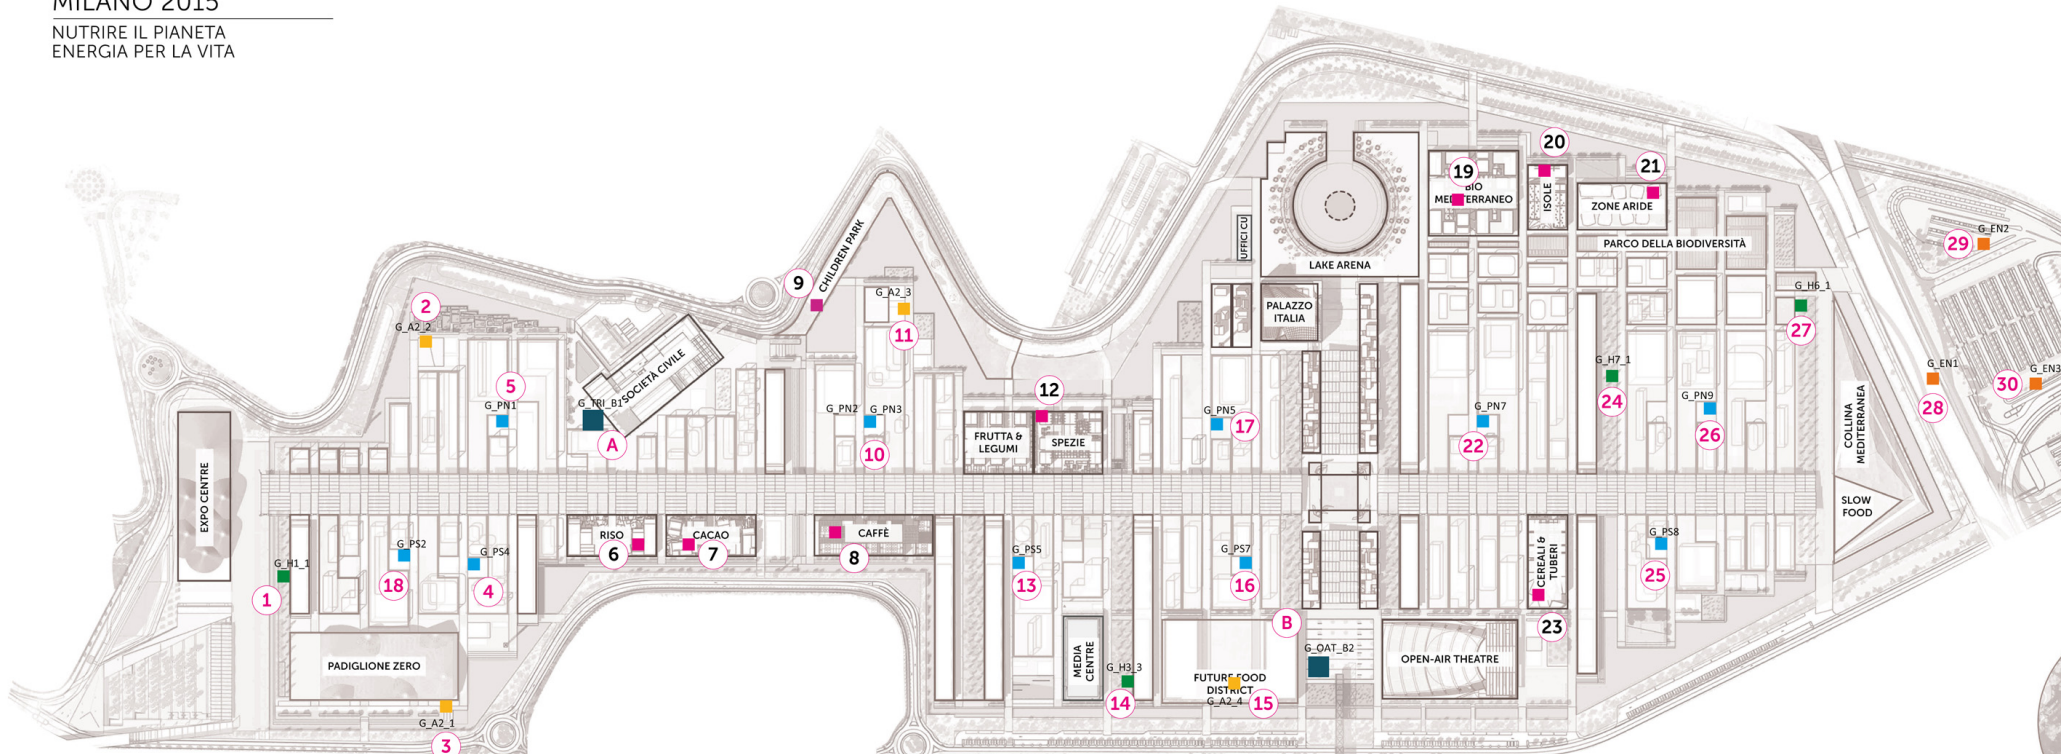 MILANO 2015
NUTRIRE IL PIANETA
ENERGIA PER LA VITA
20
19
21
BIO
MEDITERRANEO
ISOLE
ZONE ARIDE
UFFICI CU
PARCO DELLA BIODIVERSITÀ
29
G_EN2
LAKE ARENA
9
CHILDREN PARK
G_A2_3
11
2
G_A2_2
PALAZZO
ITALIA
G_H6_1
27
SOCIETÀ CIVILE
5
G_PN1
G_TRI_B1
A
G_PN2
G_PN3
10
12
FRUTTA &
LEGUMI
SPEZIE
G_PN5
17
G_PN7
22
G_H7_1
24
G_PN9
26
COLLINA
MEDITERRANEA
G_EN1
28
30
G_EN3
EXPO CENTRE
SLOW
FOOD
RISO
6
CACAO
7
CAFFÈ
8
G_H1_1
1
G_PS2
18
G_PS4
4
G_PS5
13
G_PS7
16
CEREALI &
TUBERI
23
G_PS8
25
PADIGLIONE ZERO
G_A2_1
3
MEDIA
CENTRE
G_H3_3
14
B
FUTURE FOOD
DISTRICT
G_A2_4
15
G_OAT_B2
OPEN-AIR THEATRE